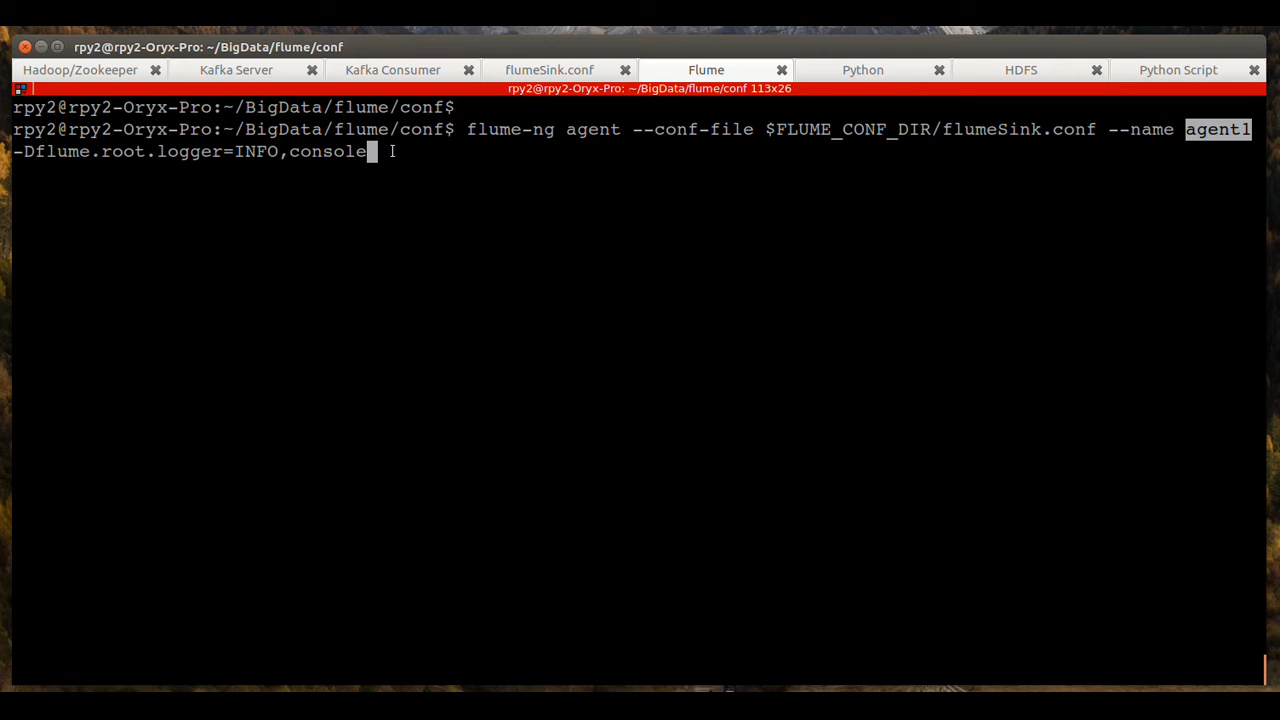 rpy2@rpy2-Oryx-Pro: ~/BigData/flume/conf
Hadoop/Zookeeper Kafka Server Kafka Consumer flumeSink.conf Flume Python HDFS Python Script
rpy2@rpy2-Oryx-Pro: ~/BigData/flume/conf 113x26
rpy2@rpy2-Oryx-Pro:~/BigData/flume/conf$
rpy2@rpy2-Oryx-Pro:~/BigData/flume/conf$ flume-ng agent --conf-file $FLUME_CONF_DIR/flumeSink.conf --name agent1
-Dflume.root.logger=INFO,console